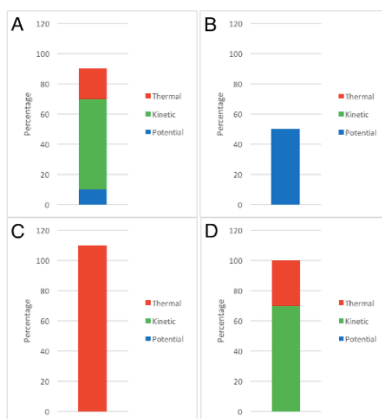 A
120
100
80
60
40
20
0
Percentage
Thermal
Kinetic
Potential
B
120
100
80
60
40
20
0
Percentage
Thermal
Kinetic
Potential
C
120
100
80
60
40
20
0
Percentage
Thermal
Kinetic
Potential
D
120
100
80
60
40
20
0
Percentage
Thermal
Kinetic
Potential